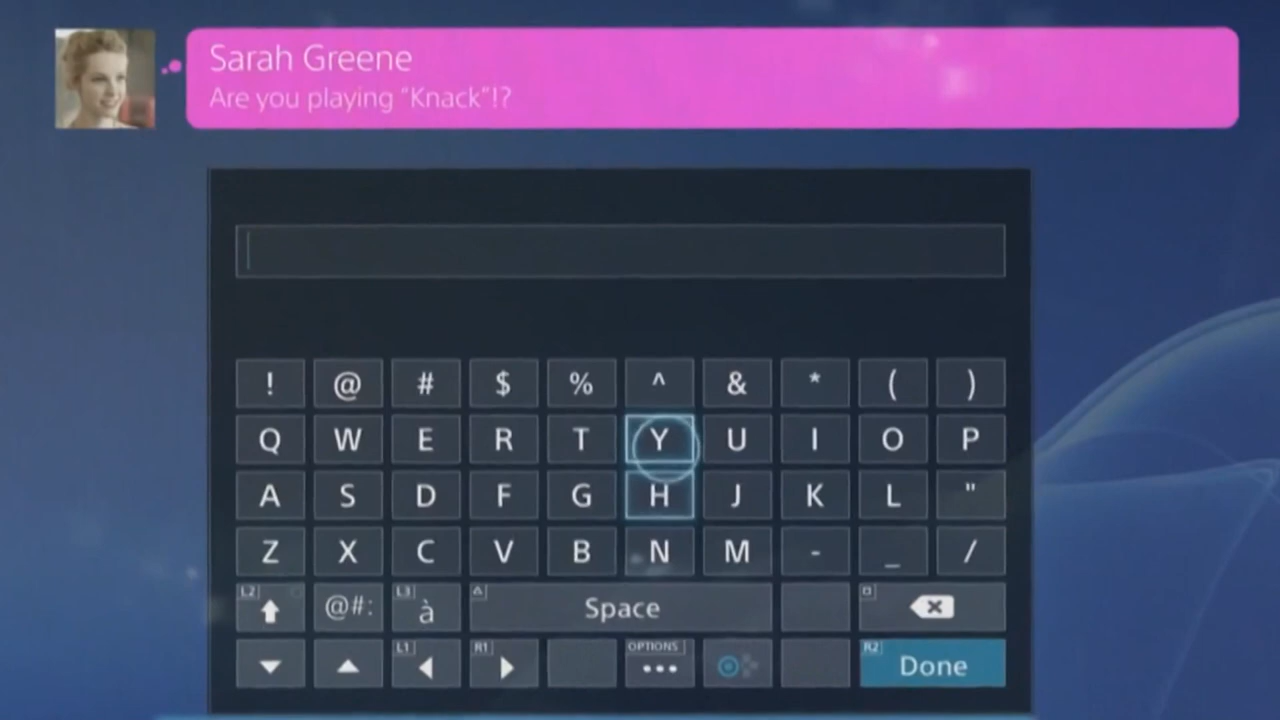 Sarah Greene
Are you playing “Knack”!?
! @ # $ % ^ & * ( )
Q W E R T Y U I O P
A S D F G H J K L "
Z X C V B N M - _ /
L2 @#: L3 à Space
L1 R1 OPTIONS ... R2 Done